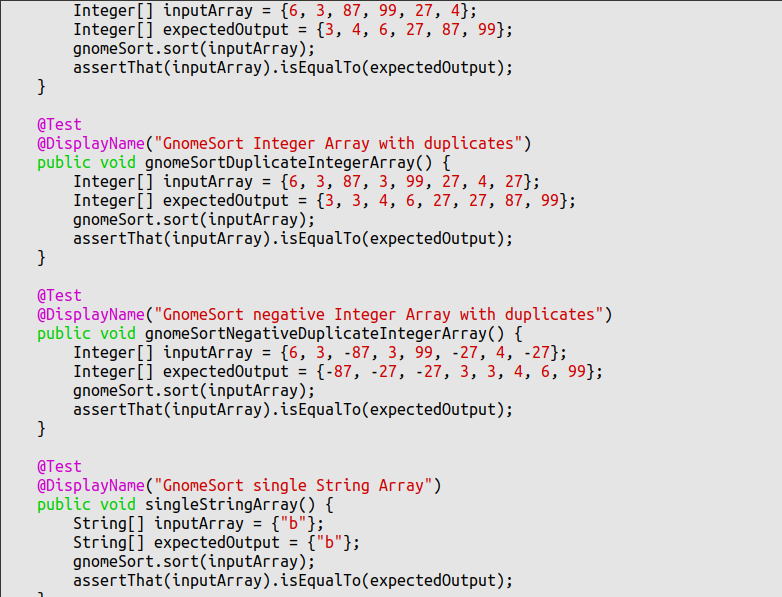 Integer[] inputArray = {6, 3, 87, 99, 27, 4};
Integer[] expectedOutput = {3, 4, 6, 27, 87, 99};
gnomeSort.sort(inputArray);
assertThat(inputArray).isEqualTo(expectedOutput);
}
@Test
@DisplayName("GnomeSort Integer Array with duplicates")
public void gnomeSortDuplicateIntegerArray() {
Integer[] inputArray = {6, 3, 87, 3, 99, 27, 4, 27};
Integer[] expectedOutput = {3, 3, 4, 6, 27, 27, 87, 99};
gnomeSort.sort(inputArray);
assertThat(inputArray).isEqualTo(expectedOutput);
}
@Test
@DisplayName("GnomeSort negative Integer Array with duplicates")
public void gnomeSortNegativeDuplicateIntegerArray() {
Integer[] inputArray = {6, 3, -87, 3, 99, -27, 4, -27};
Integer[] expectedOutput = {-87, -27, -27, 3, 3, 4, 6, 99};
gnomeSort.sort(inputArray);
assertThat(inputArray).isEqualTo(expectedOutput);
}
@Test
@DisplayName("GnomeSort single String Array")
public void singleStringArray() {
String[] inputArray = {"b"};
String[] expectedOutput = {"b"};
gnomeSort.sort(inputArray);
assertThat(inputArray).isEqualTo(expectedOutput);
}